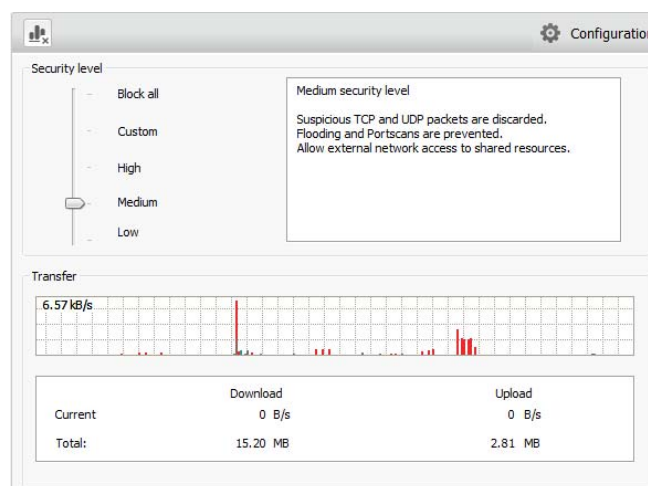 Configuration
Security level
Block all
Custom
High
Medium
Low
Medium security level
Suspicious TCP and UDP packets are discarded.
Flooding and Portscans are prevented.
Allow external network access to shared resources.
Transfer
6.57 kB/s
Download Upload
Current 0 B/s 0 B/s
Total: 15.20 MB 2.81 MB